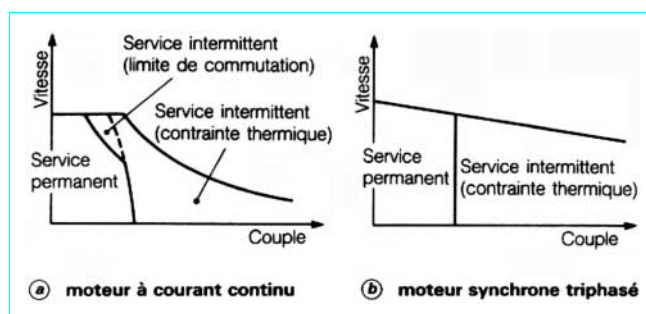 Vitesse
Service intermittent
(limite de commutation)
Service intermittent
(contrainte thermique)
Service
permanent
Couple
a moteur à courant continu
Vitesse
Service
permanent
Service intermittent
(contrainte thermique)
Couple
b moteur synchrone triphasé